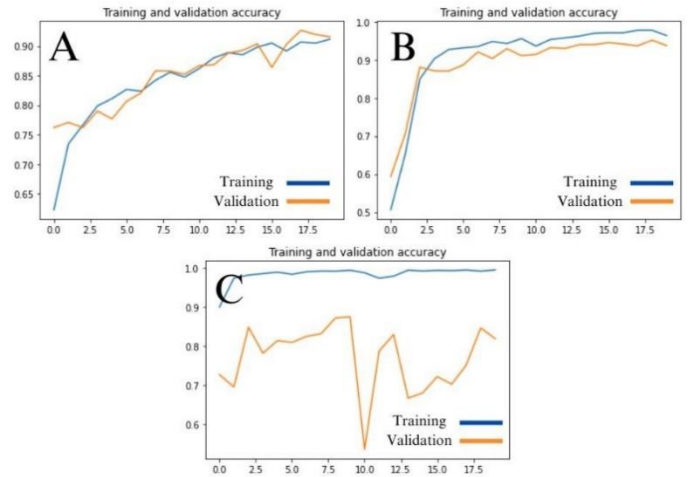 Training and validation accuracy
A
0.90
0.85
0.80
0.75
0.70
0.65
Training
Validation
0.0 2.5 5.0 7.5 10.0 12.5 15.0 17.5
Training and validation accuracy
B
1.0
0.9
0.8
0.7
0.6
0.5
Training
Validation
0.0 2.5 5.0 7.5 10.0 12.5 15.0 17.5
Training and validation accuracy
C
1.0
0.9
0.8
0.7
0.6
Training
Validation
0.0 2.5 5.0 7.5 10.0 12.5 15.0 17.5